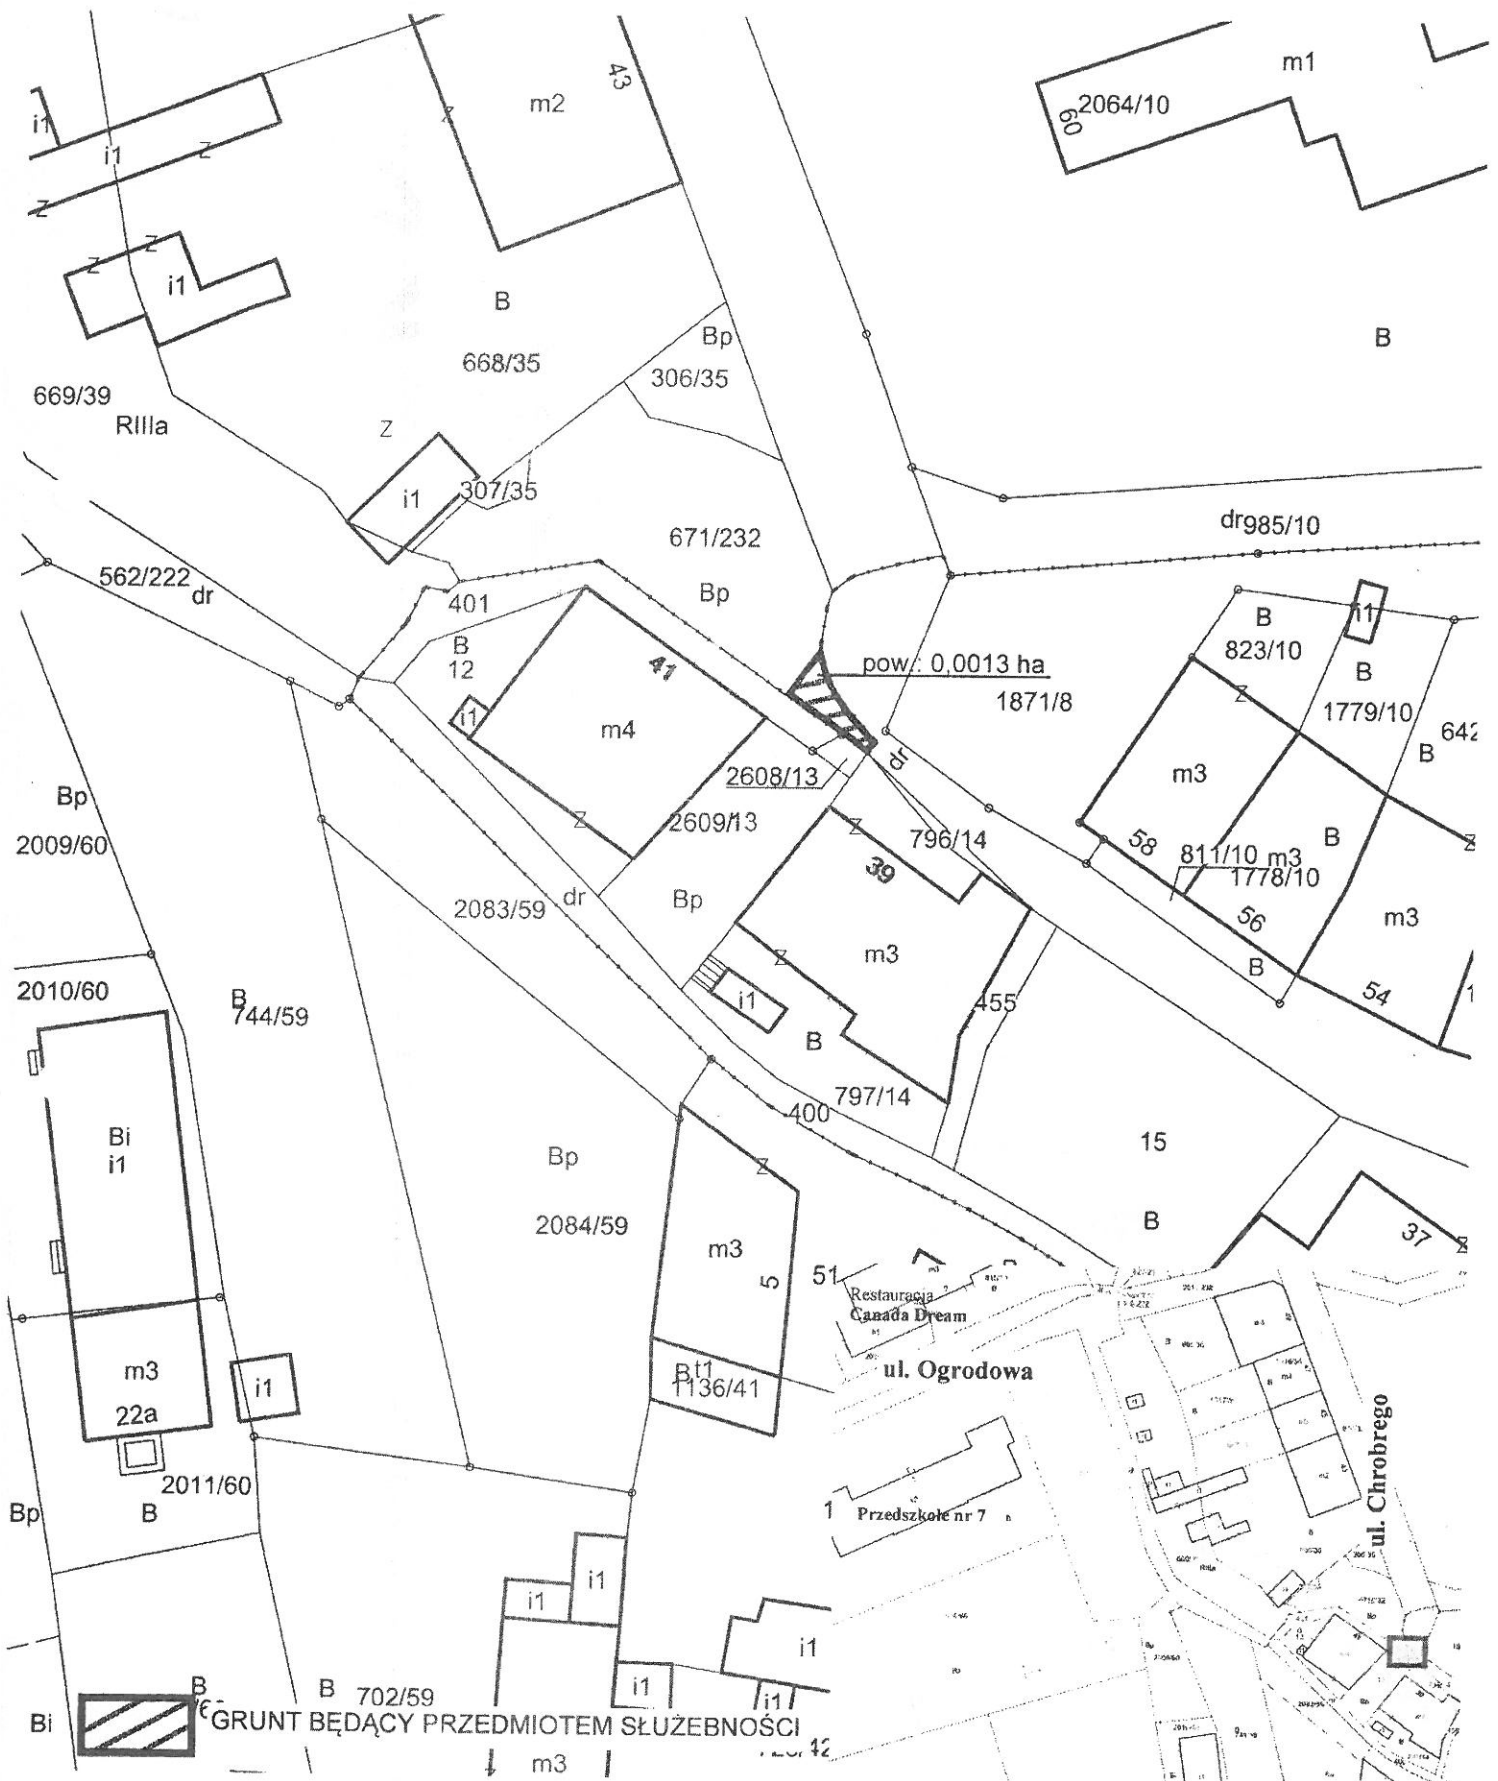 43
m2
m1
2064/10
60
i1
i1
Z
Z
Z
Z
Z
Z
i1
B
668/35
Bp
306/35
B
669/39
RIIIa
Z
i1
307/35
671/232
Bp
dr
985/10
562/222
dr
401
B
12
41
i1
m4
Z
pow.: 0,0013 ha
1871/8
dr
2608/13
2609/13
B
823/10
i1
B
1779/10
642
B
Z
m3
58
811/10
m3
1778/10
B
56
B
54
m3
Z
Bp
2009/60
2083/59
dr
Bp
Z
39
796/14
m3
Z
i1
B
455
797/14
400
15
B
37
Z
2010/60
B
744/59
Bi
i1
Bp
2084/59
Z
m3
5
B
t1
1136/41
m3
22a
i1
2011/60
Bp
B
51
Restauracja
Canada Dream
ul. Ogrodowa
ul. Chrobrego
1
Przedszkole nr 7
i1
i1
i1
i1
i1
m3
B
B
702/59
Bi
GRUNT BĘDĄCY PRZEDMIOTEM SŁUŻEBNOŚCI